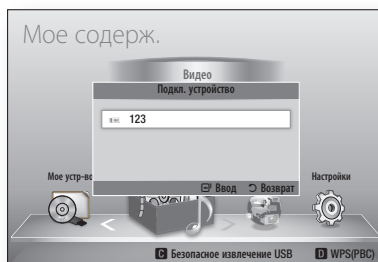 Мое содерж.
Видео
Подкл. устройство
123
Мое устр-во
Настройки
Ввод Возврат
C Безопасное извлечение USB D WPS(PBC)